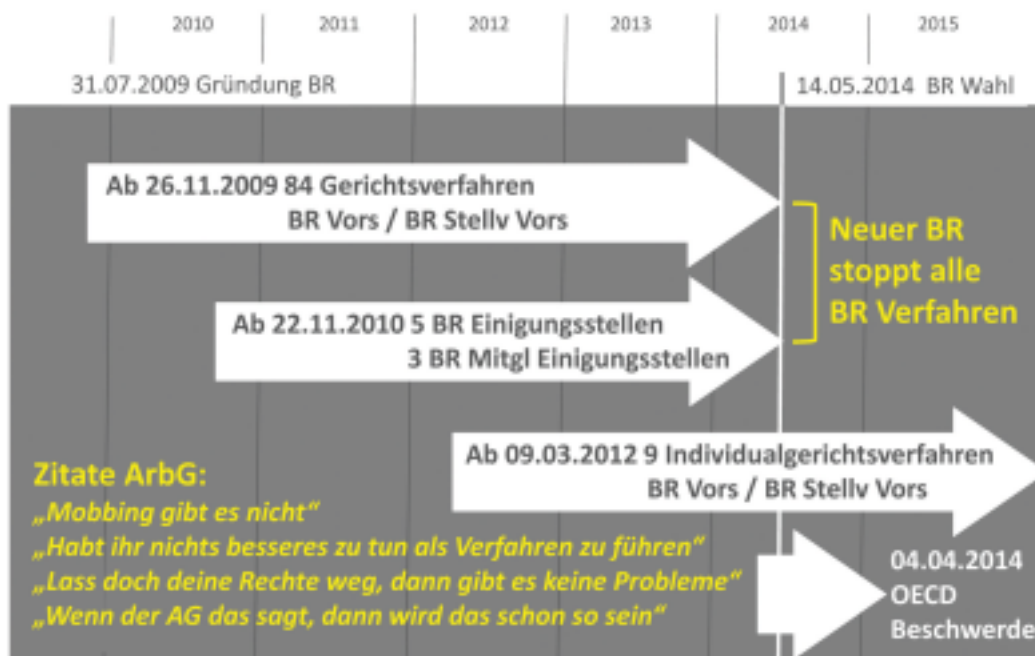 2010 2011 2012 2013 2014 2015
31.07.2009 Gründung BR
14.05.2014 BR Wahl
Ab 26.11.2009 84 Gerichtsverfahren
BR Vors / BR Stellv Vors
Neuer BR
stoppt alle
BR Verfahren
Ab 22.11.2010 5 BR Einigungsstellen
3 BR Mitgl Einigungsstellen
Ab 09.03.2012 9 Individualgerichtsverfahren
BR Vors / BR Stellv Vors
Zitate ArbG:
„Mobbing gibt es nicht“
„Habt ihr nichts besseres zu tun als Verfahren zu führen“
„Lass doch deine Rechte weg, dann gibt es keine Probleme“
„Wenn der AG das sagt, dann wird das schon so sein“
04.04.2014
OECD
Beschwerde